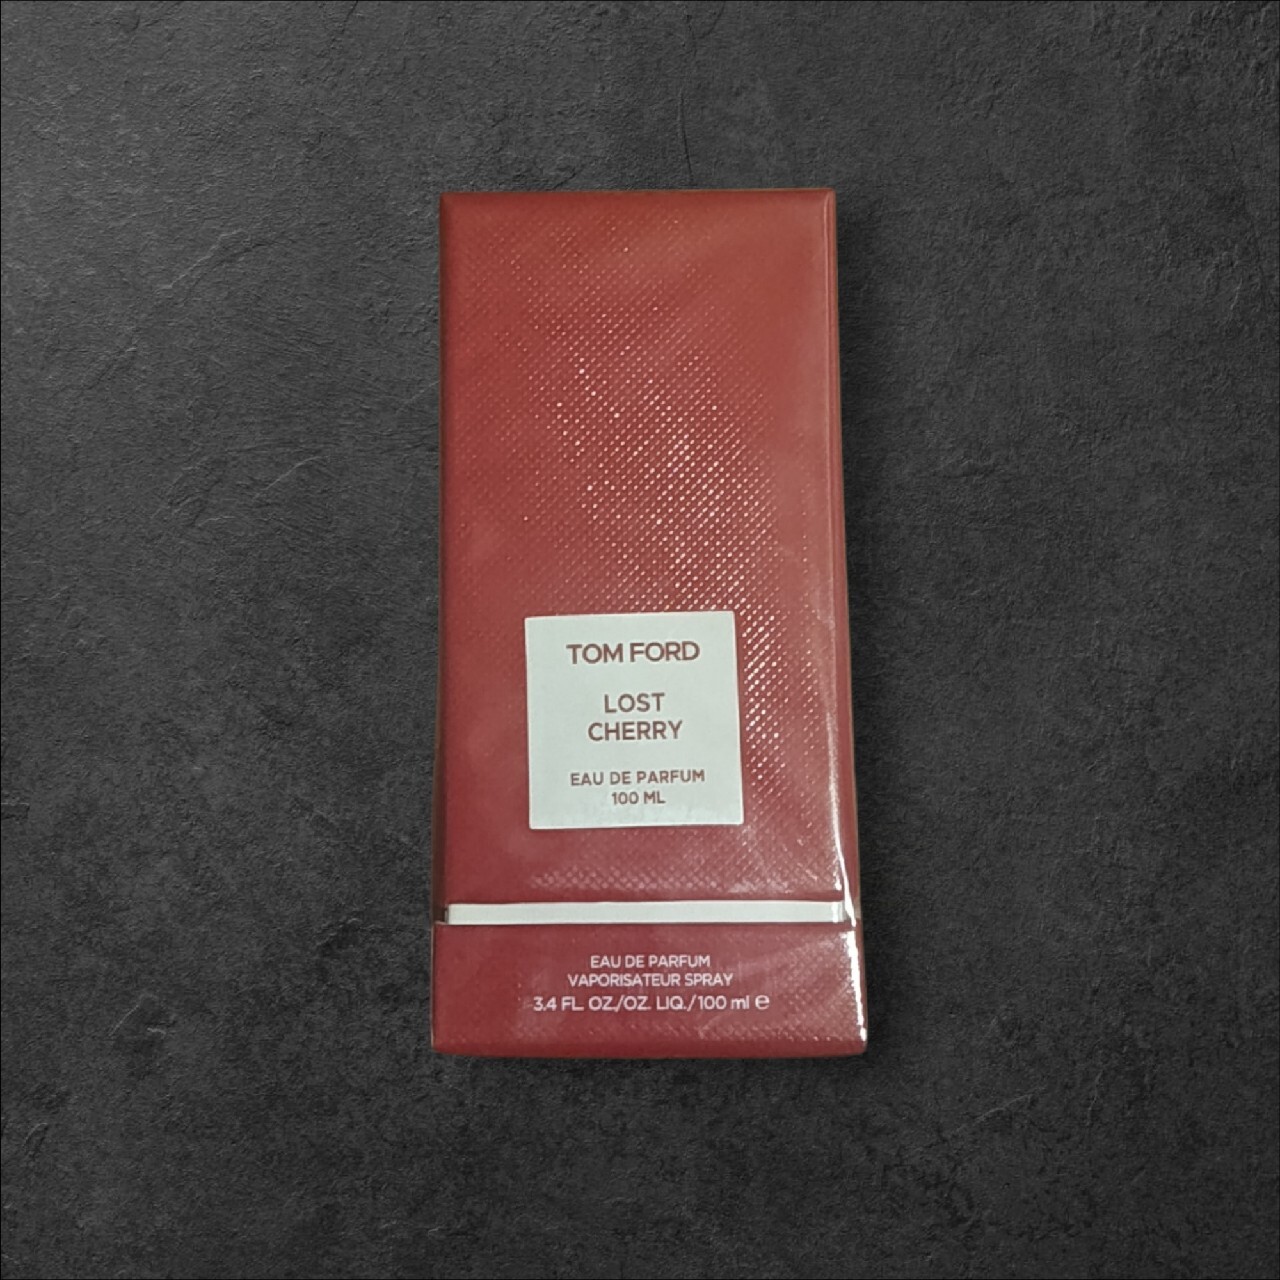 TOM FORD
LOST
CHERRY
EAU DE PARFUM
100 ML
EAU DE PARFUM
VAPORISATEUR SPRAY
3.4 FL. OZ./OZ. LIQ./100 ml ℮